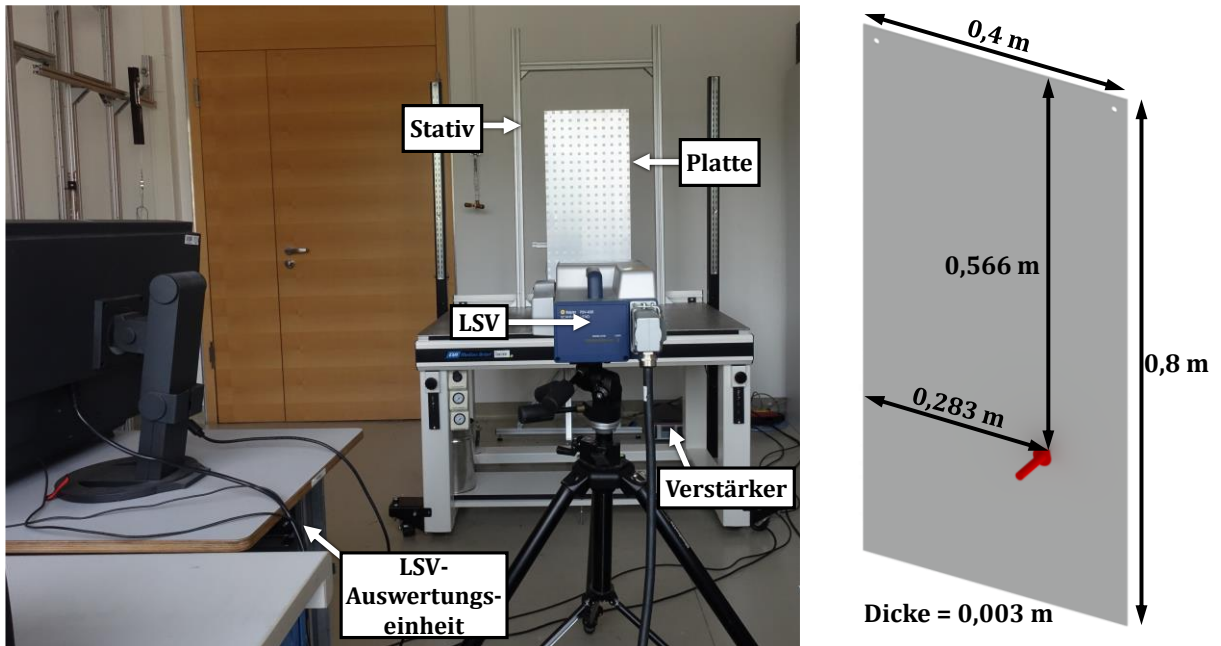 Stativ
Platte
LSV
Verstärker
LSV-
Auswertungs-
einheit
0,4 m
0,566 m
0,8 m
0,283 m
Dicke = 0,003 m